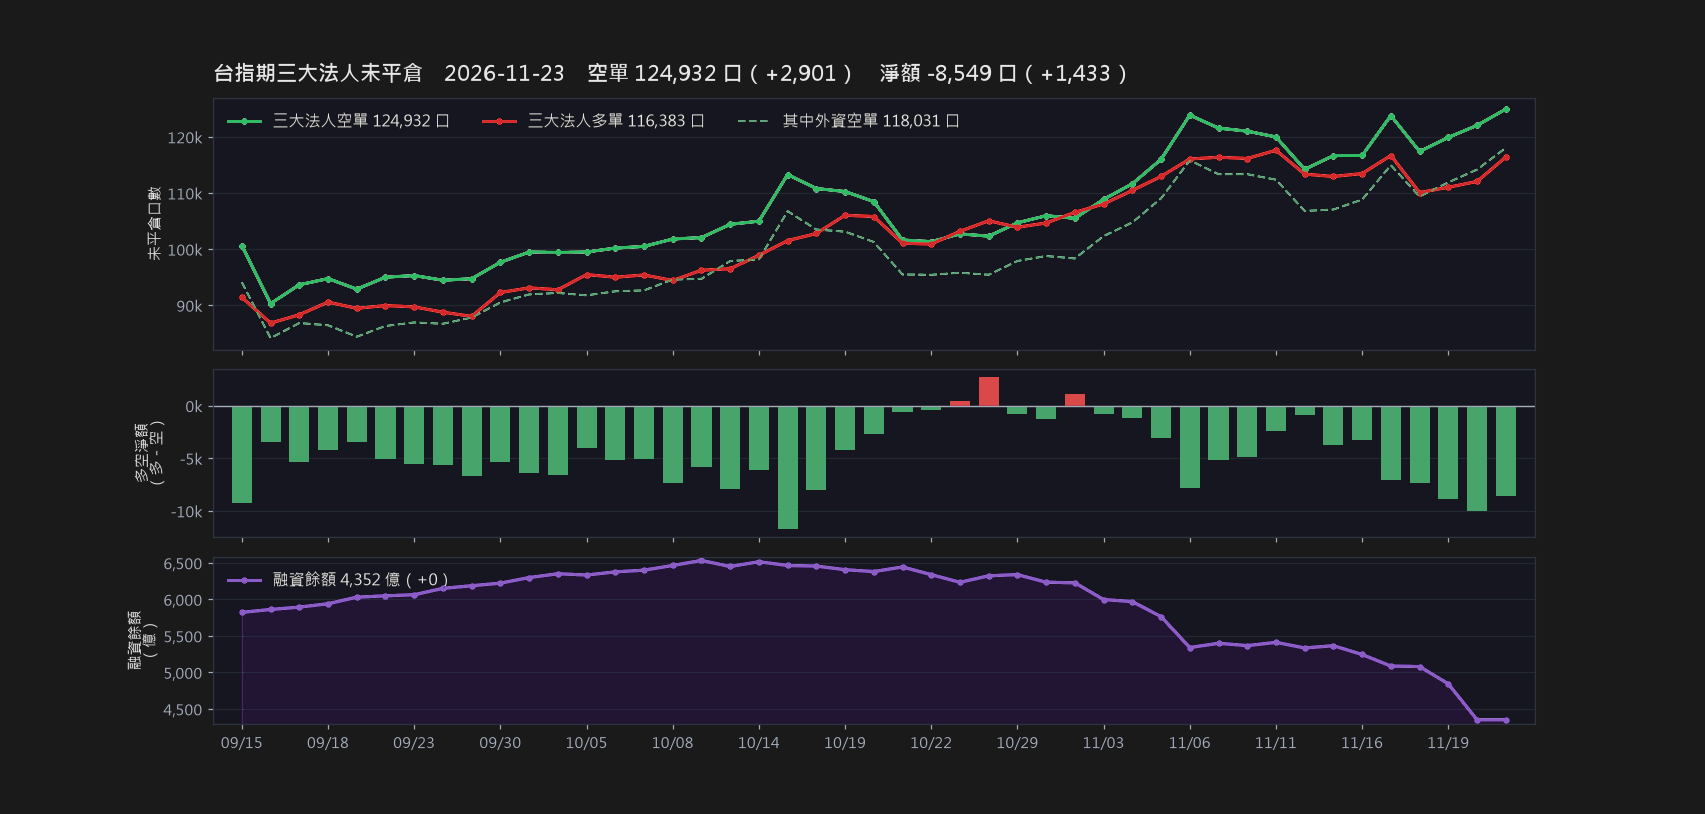 台指期三大法人未平倉 2026-11-23 空單 124,932 口 ( +2,901 ) 淨額 -8,549 口 ( +1,433 )
三大法人空單 124,932 口 三大法人多單 116,383 口 其中外資空單 118,031 口
未平倉口數
120k
110k
100k
90k
多空淨額
( 多 - 空 )
0k
-5k
-10k
融資餘額 4,352 億 ( +0 )
融資餘額
( 億 )
6,500
6,000
5,500
5,000
4,500
09/15 09/18 09/23 09/30 10/05 10/08 10/14 10/19 10/22 10/29 11/03 11/06 11/11 11/16 11/19